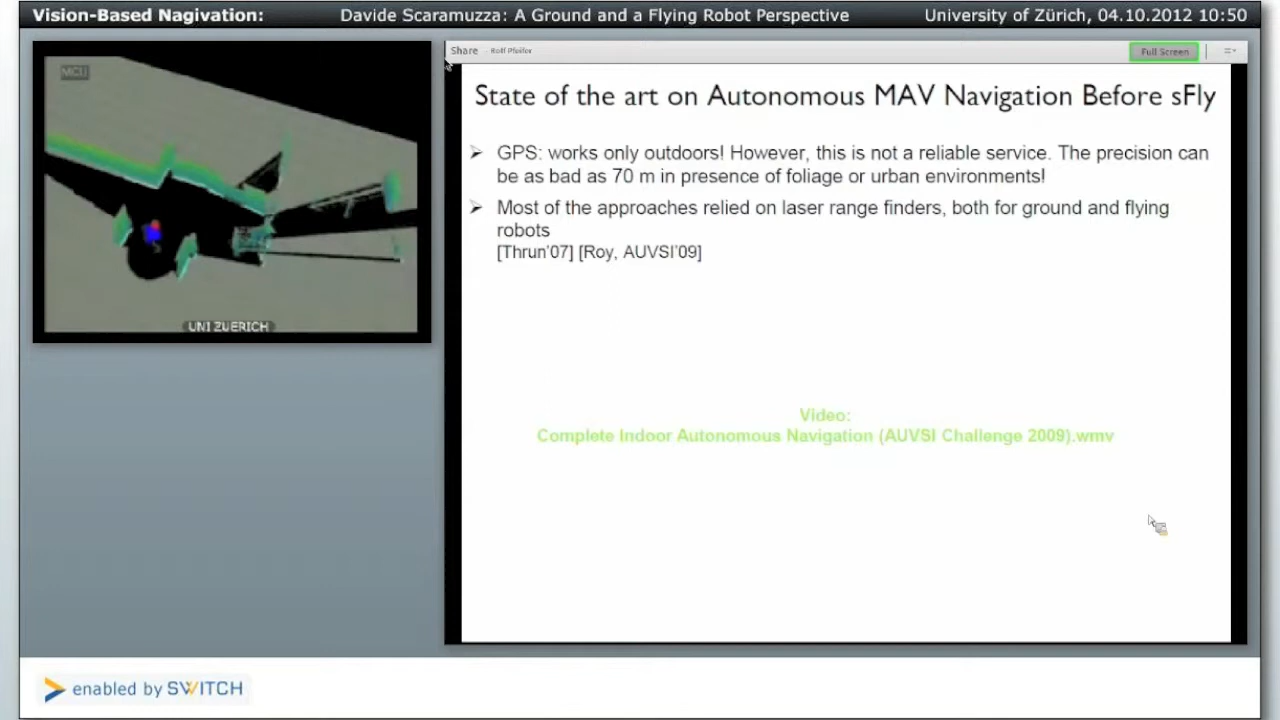 Vision-Based Nagivation: Davide Scaramuzza: A Ground and a Flying Robot Perspective University of Zürich, 04.10.2012 10:50
MCU
UNI ZUERICH
Share - Rolf Pfeifer Full Screen
State of the art on Autonomous MAV Navigation Before sFly
GPS: works only outdoors! However, this is not a reliable service. The precision can
be as bad as 70 m in presence of foliage or urban environments!
Most of the approaches relied on laser range finders, both for ground and flying
robots
[Thrun'07] [Roy, AUVSI'09]
Video:
Complete Indoor Autonomous Navigation (AUVSI Challenge 2009).wmv
enabled by SWITCH